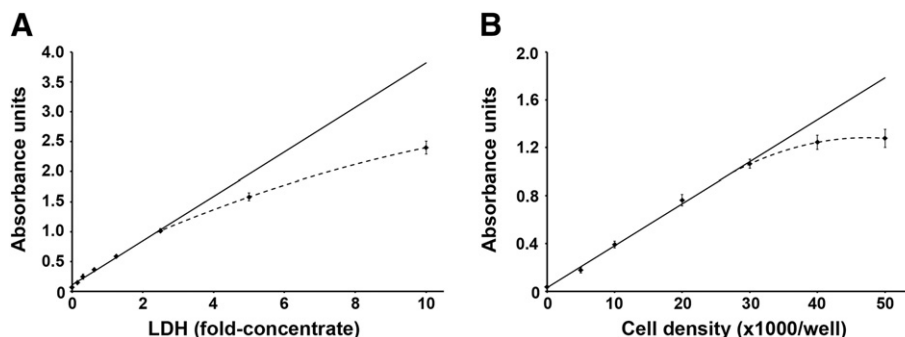 A
Absorbance units
4.0
3.5
3.0
2.5
2.0
1.5
1.0
0.5
0
0 2 4 6 8 10
LDH (fold-concentrate)
B
Absorbance units
2.0
1.6
1.2
0.8
0.4
0
0 10 20 30 40 50
Cell density (x1000/well)